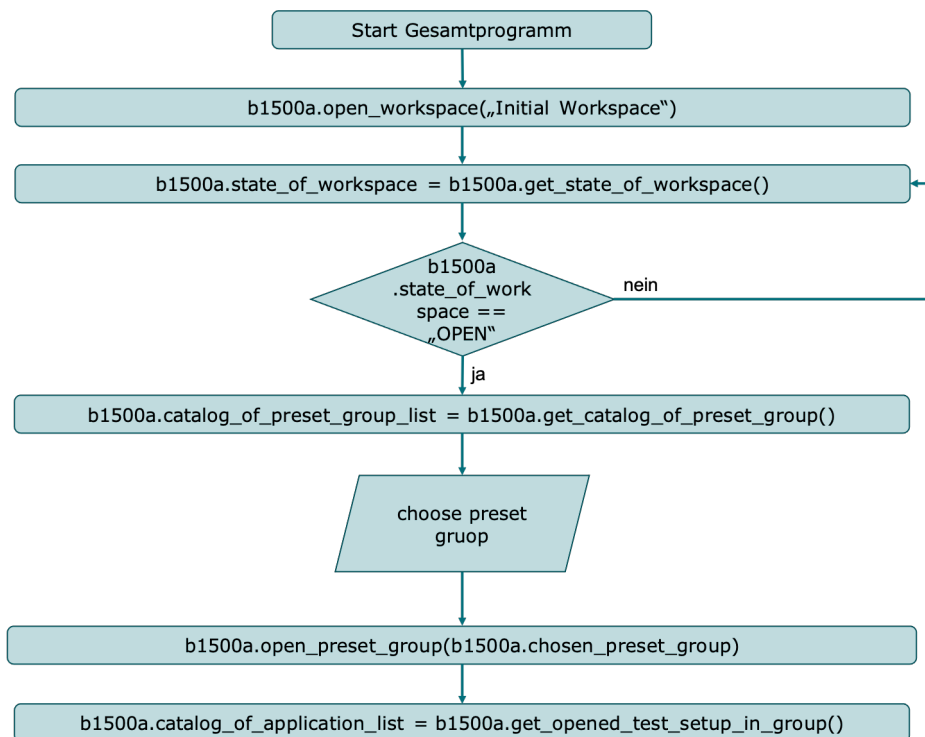 Start Gesamtprogramm
b1500a.open_workspace(„Initial Workspace“)
b1500a.state_of_workspace = b1500a.get_state_of_workspace()
b1500a
.state_of_work
space ==
„OPEN“
nein
ja
b1500a.catalog_of_preset_group_list = b1500a.get_catalog_of_preset_group()
choose preset
gruop
b1500a.open_preset_group(b1500a.chosen_preset_group)
b1500a.catalog_of_application_list = b1500a.get_opened_test_setup_in_group()